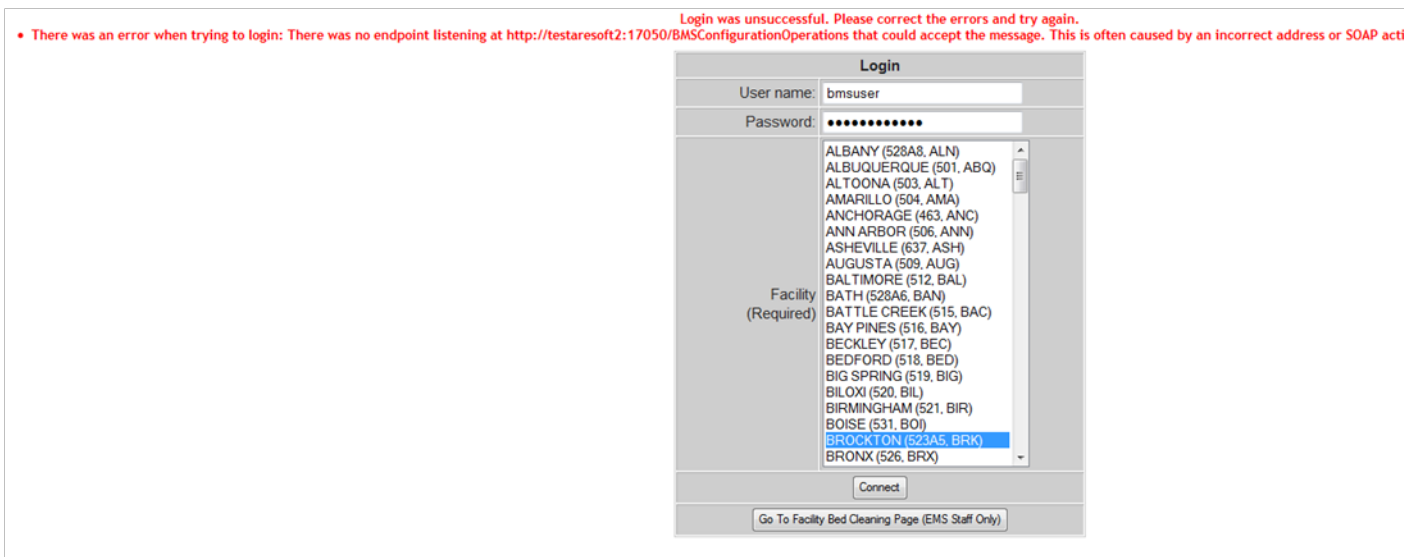 Login was unsuccessful. Please correct the errors and try again.
• There was an error when trying to login: There was no endpoint listening at http://testaresoft2:17050/BMSConfigurationOperations that could accept the message. This is often caused by an incorrect address or SOAP acti
Login
User name: bmsuser
Password: ●●●●●●●●●●●●
ALBANY (528A8, ALN)
ALBUQUERQUE (501, ABQ)
ALTOONA (503, ALT)
AMARILLO (504, AMA)
ANCHORAGE (463, ANC)
ANN ARBOR (506, ANN)
ASHEVILLE (637, ASH)
AUGUSTA (509, AUG)
BALTIMORE (512, BAL)
Facility BATH (528A6, BAN)
(Required) BATTLE CREEK (515, BAC)
BAY PINES (516, BAY)
BECKLEY (517, BEC)
BEDFORD (518, BED)
BIG SPRING (519, BIG)
BILOXI (520, BIL)
BIRMINGHAM (521, BIR)
BOISE (531, BOI)
BROCKTON (523A5, BRK)
BRONX (526, BRX)
Connect
Go To Facility Bed Cleaning Page (EMS Staff Only)